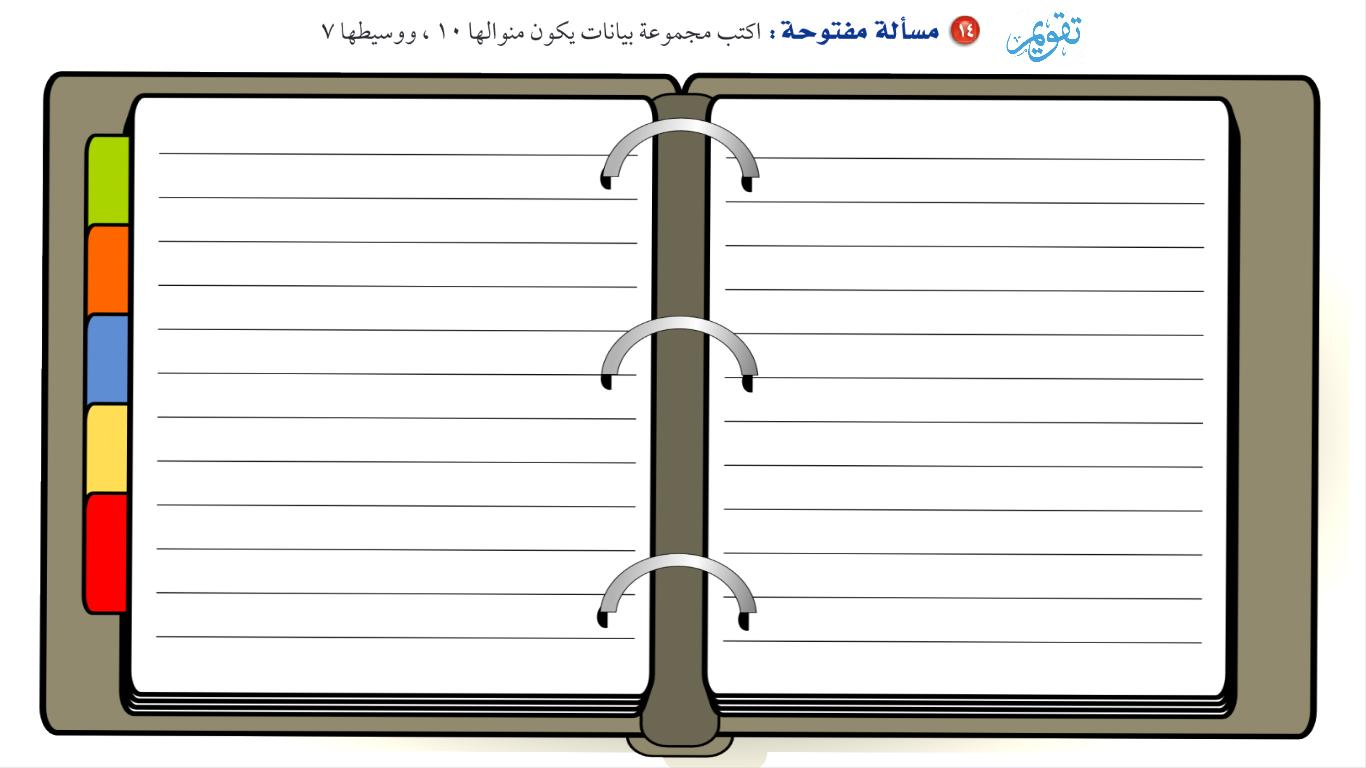 تقويم ١٤ مسألة مفتوحة : اكتب مجموعة بيانات يكون منوالها ١٠ ، ووسيطها ٧